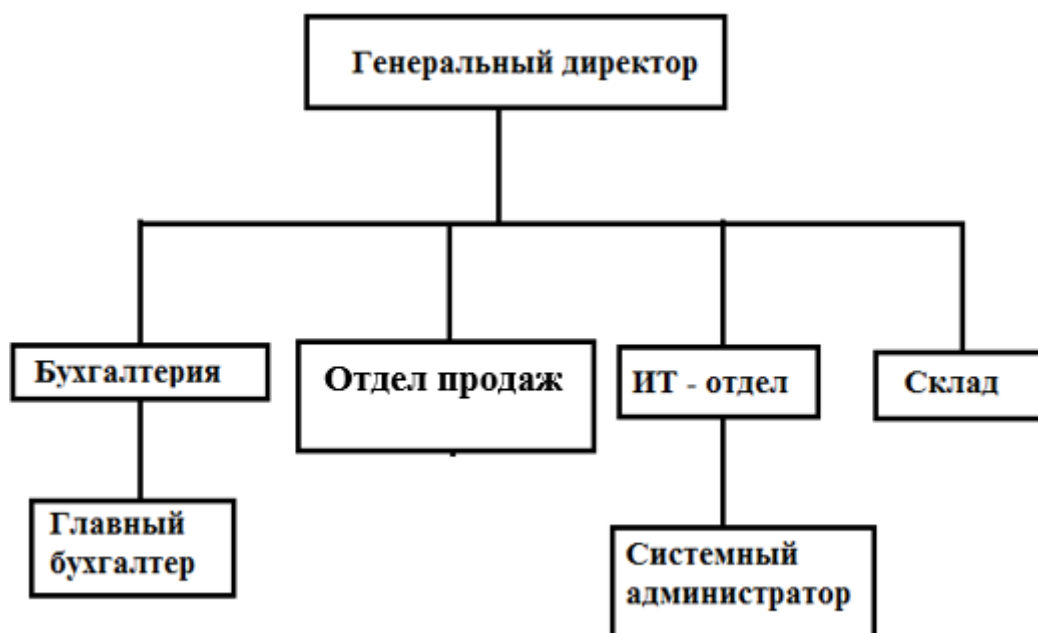 Генеральный директор
Бухгалтерия
Отдел продаж
ИТ - отдел
Склад
Главный
бухгалтер
Системный
администратор